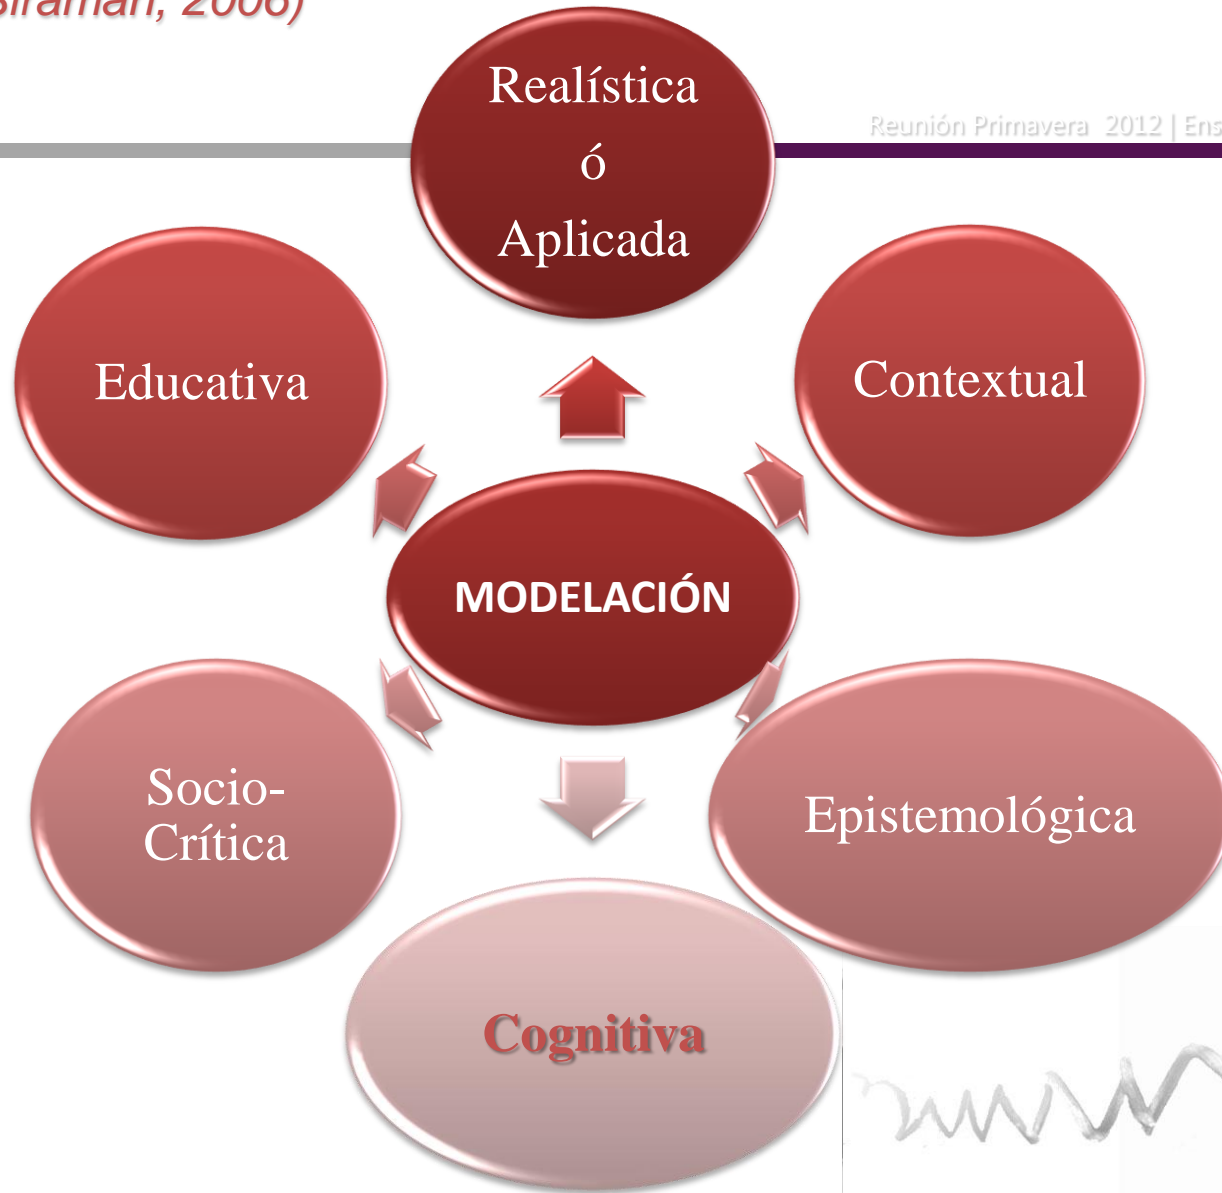 Siraman, 2006)
Realística
ó
Aplicada
Reunión Primavera 2012 | Ens
Educativa
Contextual
MODELACIÓN
Socio-
Crítica
Epistemológica
Cognitiva